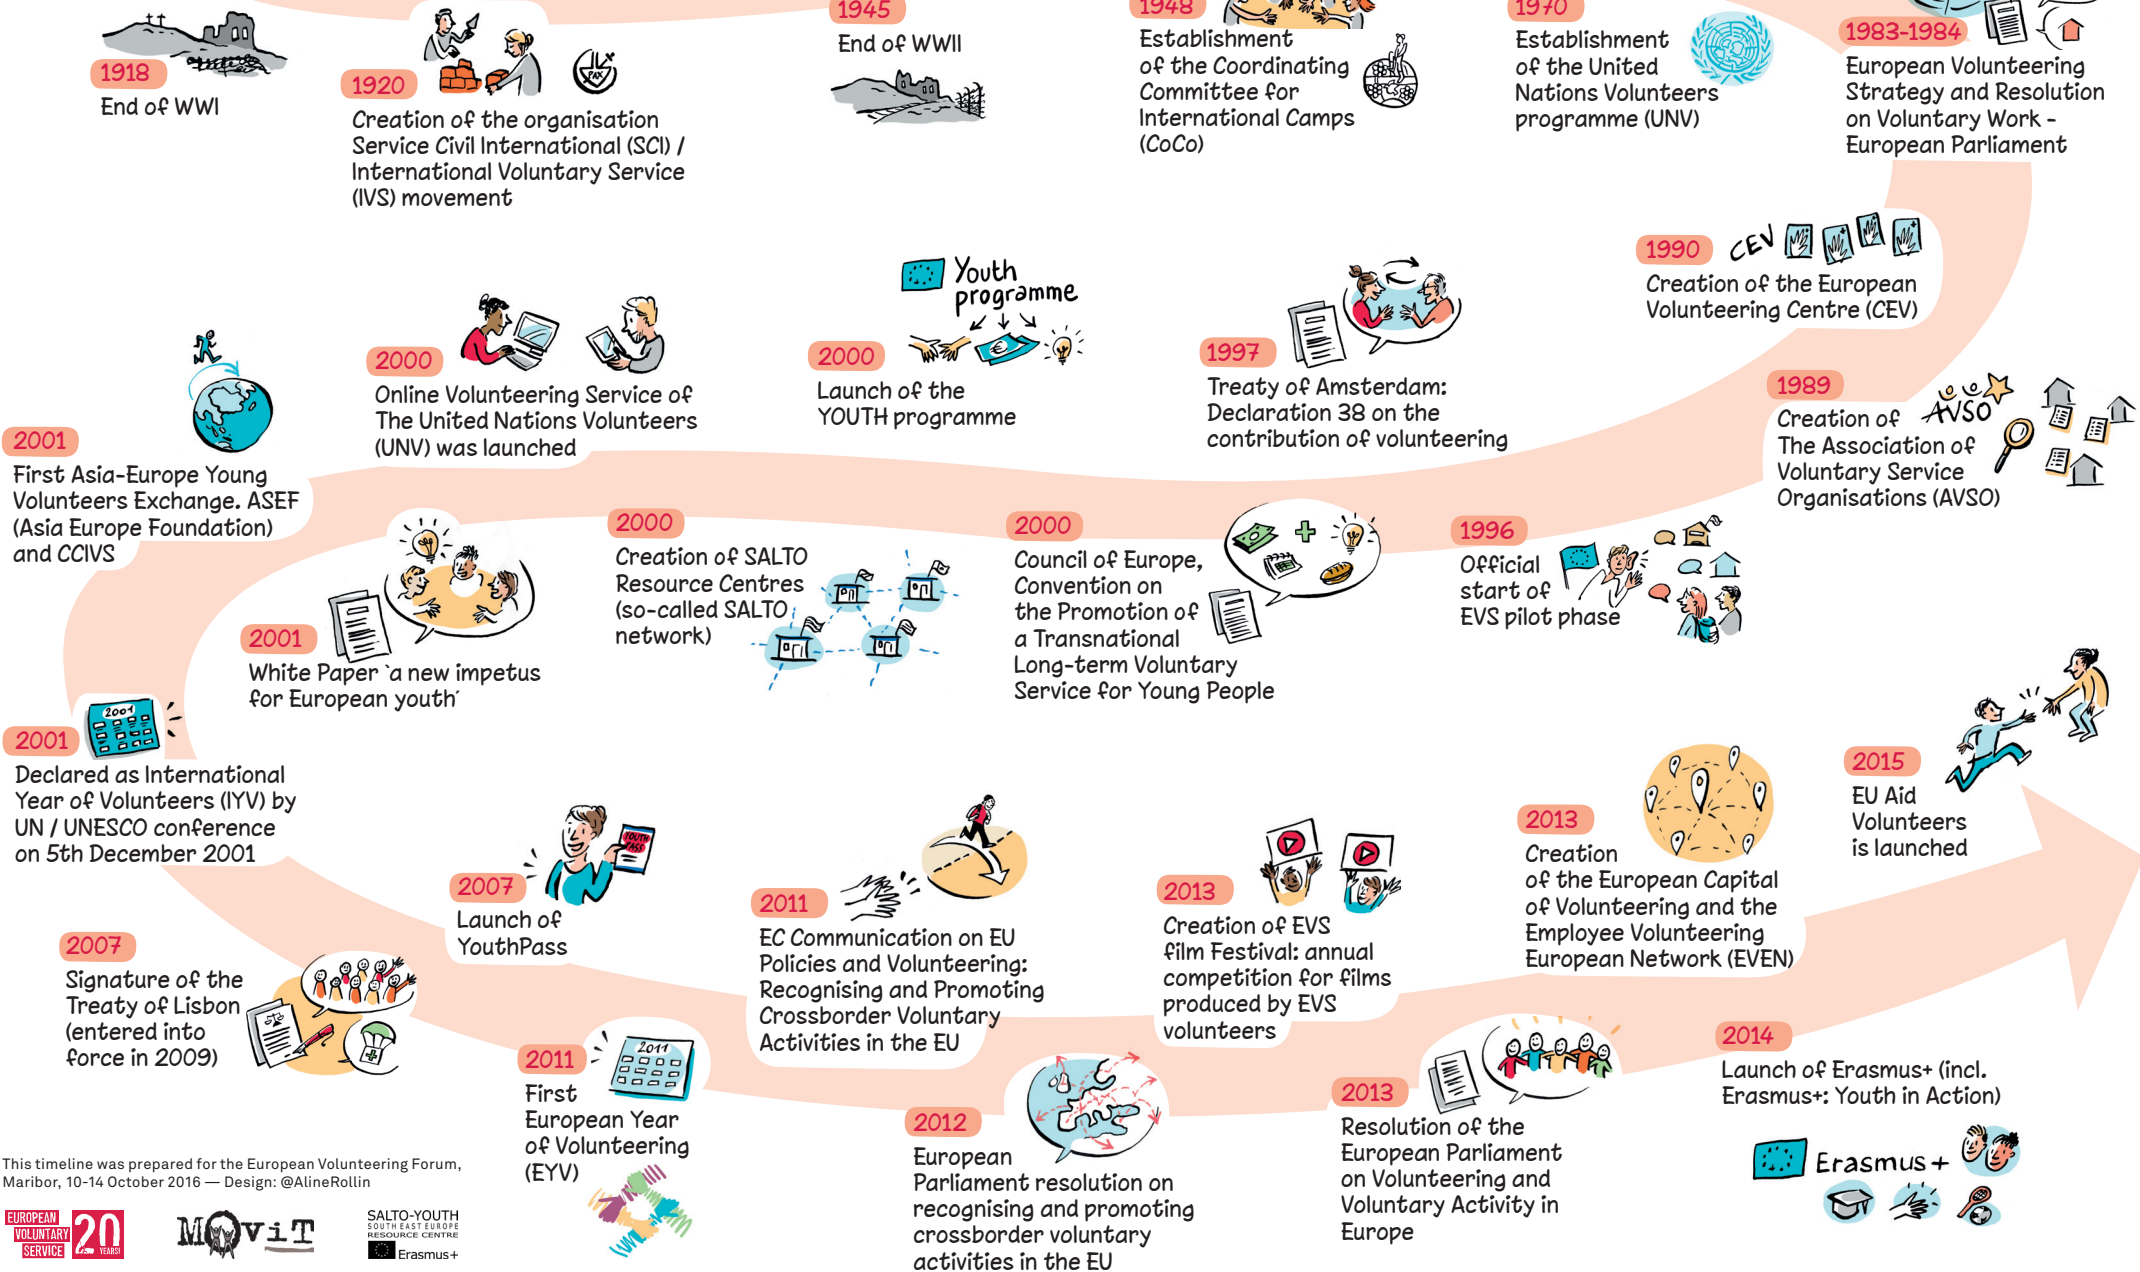 1918
End of WWI
1920
PAX
Creation of the organisation
Service Civil International (SCI) /
International Voluntary Service
(IVS) movement
1945
End of WWII
1948
Establishment
of the Coordinating
Committee for
International Camps
(CoCo)
1970
Establishment
of the United
Nations Volunteers
programme (UNV)
1983-1984
European Volunteering
Strategy and Resolution
on Voluntary Work -
European Parliament
1990
CEV
Creation of the European
Volunteering Centre (CEV)
1989
AVSO
Creation of
The Association of
Voluntary Service
Organisations (AVSO)
1997
Treaty of Amsterdam:
Declaration 38 on the
contribution of volunteering
1996
Official
start of
EVS pilot phase
Youth
programme
2000
Launch of the
YOUTH programme
2000
Council of Europe,
Convention on
the Promotion of
a Transnational
Long-term Voluntary
Service for Young People
2000
Online Volunteering Service of
The United Nations Volunteers
(UNV) was launched
2000
Creation of SALTO
Resource Centres
(so-called SALTO
network)
2001
First Asia-Europe Young
Volunteers Exchange. ASEF
(Asia Europe Foundation)
and CCIVS
2001
White Paper `a new impetus
for European youth´
2001
2001
Declared as International
Year of Volunteers (IYV) by
UN / UNESCO conference
on 5th December 2001
2007
Signature of the
Treaty of Lisbon
(entered into
force in 2009)
2007
YOUTH
PASS
Launch of
YouthPass
2011
2011
First
European Year
of Volunteering
(EYV)
2011
EC Communication on EU
Policies and Volunteering:
Recognising and Promoting
Crossborder Voluntary
Activities in the EU
2012
European
Parliament resolution on
recognising and promoting
crossborder voluntary
activities in the EU
2013
Creation of EVS
film Festival: annual
competition for films
produced by EVS
volunteers
2013
Resolution of the
European Parliament
on Volunteering and
Voluntary Activity in
Europe
2013
Creation
of the European Capital
of Volunteering and the
Employee Volunteering
European Network (EVEN)
2014
Launch of Erasmus+ (incl.
Erasmus+: Youth in Action)
Erasmus +
2015
EU Aid
Volunteers
is launched
This timeline was prepared for the European Volunteering Forum,
Maribor, 10-14 October 2016 — Design: @AlineRollin
EUROPEAN
VOLUNTARY
SERVICE
20
YEARS!
MOViT
SALTO-YOUTH
SOUTH EAST EUROPE
RESOURCE CENTRE
Erasmus+